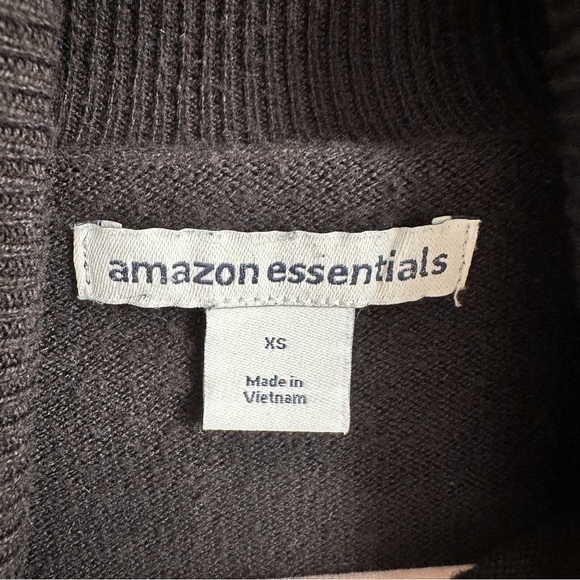 amazon essentials
XS
Made in
Vietnam